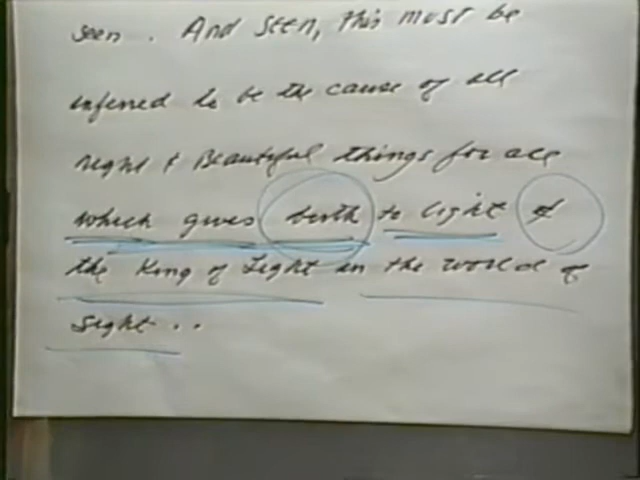 seen. And seen, this must be
infered to be the cause of all
right & Beautiful things for all
which gives birth to light &
the King of Light in the world of
sight..